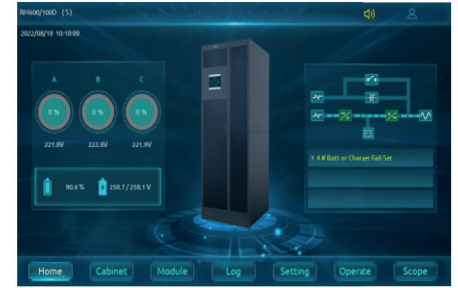 RM600/100D (S)
2022/08/18 10:10:09
A B C
0 % 0 % 0 %
221.8V 222.8V 221.9V
90.6 % 258.7 / 258.1 V
1 4 # Batt or Charger Fail-Set
Home Cabinet Module Log Setting Operate Scope